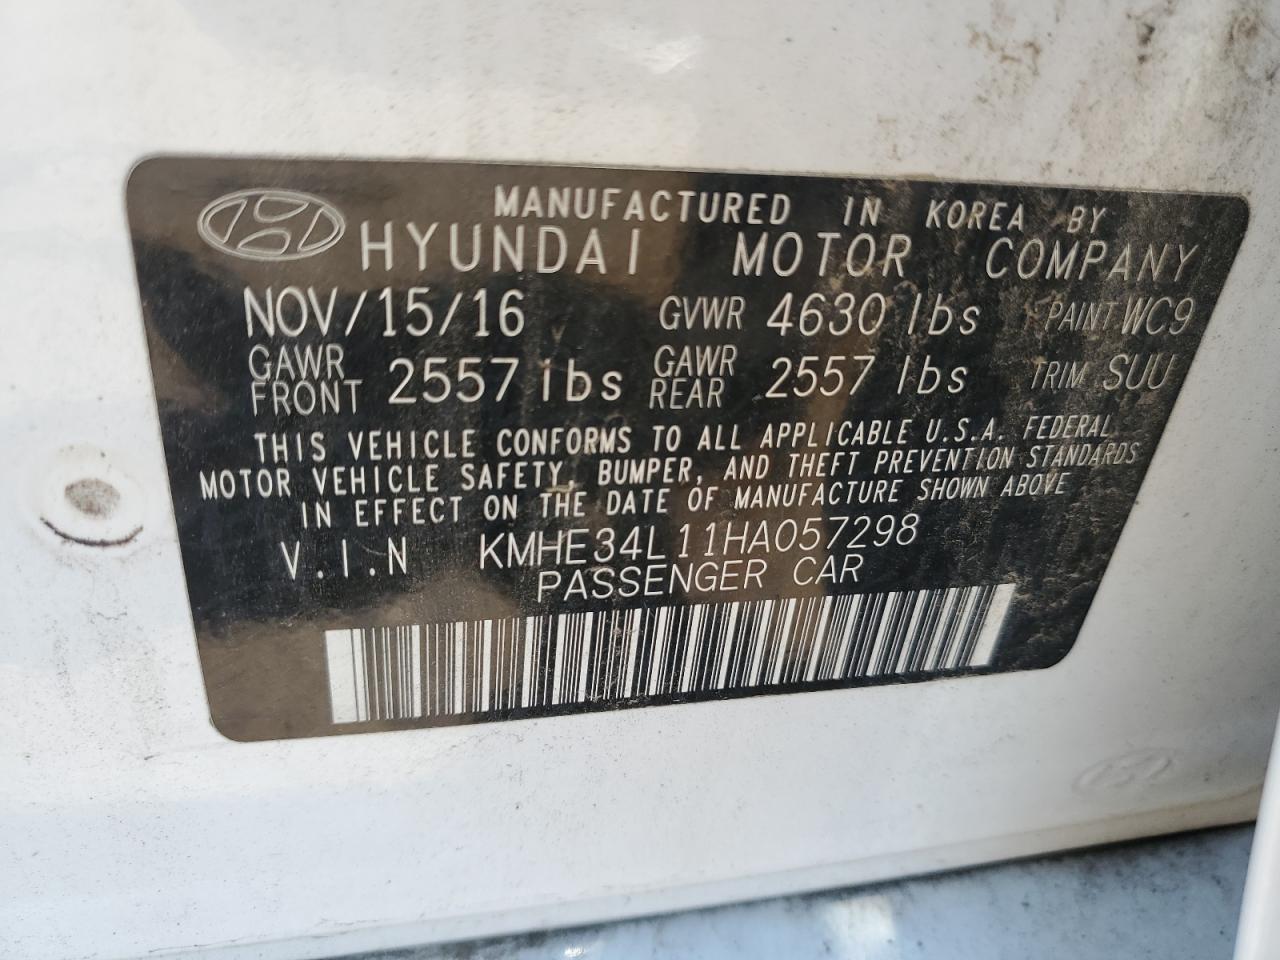 MANUFACTURED IN KOREA BY
HYUNDAI MOTOR COMPANY
NOV/15/16 GVWR 4630 lbs PAINT WC9
GAWR FRONT 2557 lbs GAWR REAR 2557 lbs TRIM SUU
THIS VEHICLE CONFORMS TO ALL APPLICABLE U.S.A. FEDERAL
MOTOR VEHICLE SAFETY, BUMPER, AND THEFT PREVENTION STANDARDS
IN EFFECT ON THE DATE OF MANUFACTURE SHOWN ABOVE
V.I.N KMHE34L11HA057298
PASSENGER CAR